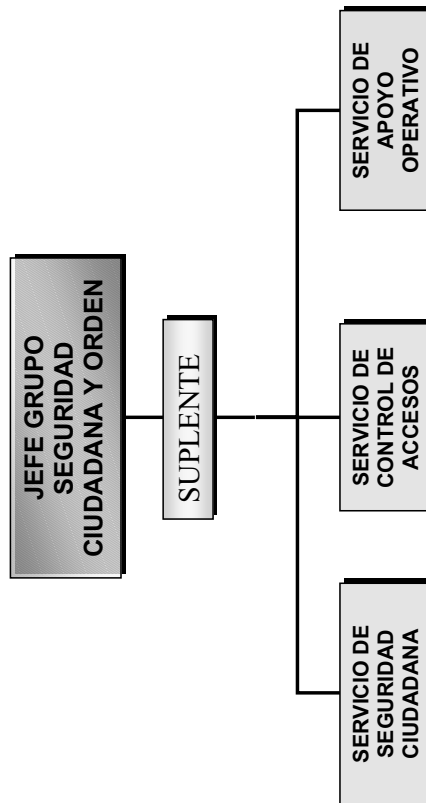 JEFE GRUPO
SEGURIDAD
CIUDADANA Y ORDEN
SUPLENTE
SERVICIO DE
SEGURIDAD
CIUDADANA
SERVICIO DE
CONTROL DE
ACCESOS
SERVICIO DE
APOYO
OPERATIVO